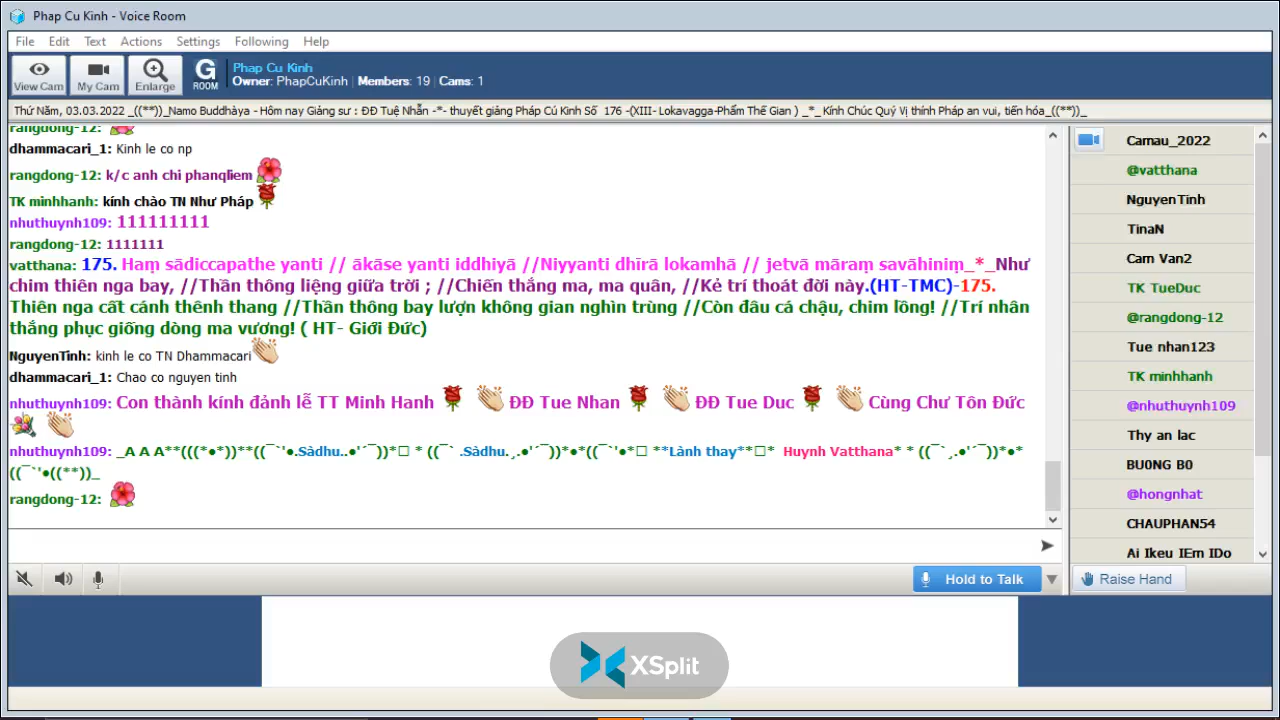 Phap Cu Kinh - Voice Room
File Edit Text Actions Settings Following Help
View Cam My Cam Enlarge G ROOM
Phap Cu Kinh
Owner: PhapCuKinh | Members: 19 | Cams: 1
Thứ Năm, 03.03.2022 _((**))_Namo Buddhàya - Hôm nay Giảng sư : ĐĐ Tuệ Nhẫn -*- thuyết giảng Pháp Cú Kinh Số 176 -(XIII- Lokavagga-Phẩm Thế Gian ) _*_Kính Chúc Quý Vị thính Pháp an vui, tiến hóa_((**))_
rangdong-12:
dhammacari_1: Kinh le co np
rangdong-12: k/c anh chi phanqliem
TK minhhanh: kính chào TN Như Pháp
nhuthuynh109: 111111111
rangdong-12: 1111111
vatthana: 175. Haṃ sādiccapathe yanti // ākāse yanti iddhiyā //Niyyanti dhīrā lokamhā // jetvā māraṃ savāhiniṃ_*_Như
chim thiên nga bay, //Thần thông liệng giữa trời ; //Chiến thắng ma, ma quân, //Kẻ trí thoát đời này.(HT-TMC)-175.
Thiên nga cất cánh thênh thang //Thần thông bay lượn không gian nghìn trùng //Còn đâu cá chậu, chim lồng! //Trí nhân
thắng phục giống dòng ma vương! ( HT- Giới Đức)
NguyenTinh: kinh le co TN Dhammacari
dhammacari_1: Chao co nguyen tinh
nhuthuynh109: Con thành kính đảnh lễ TT Minh Hanh ĐĐ Tue Nhan ĐĐ Tue Duc Cùng Chư Tôn Đức
nhuthuynh109: _A A A**(((*●*))**((¯`'●.Sàdhu..●'´¯))*□ * ((¯` .Sàdhu.¸.●'´¯))*●*((¯`'●*□ **Lành thay**□* Huynh Vatthana* * ((¯`¸.●'´¯))*●*
((¯`'●((**))_
rangdong-12:
Hold to Talk
Camau_2022
@vatthana
NguyenTinh
TinaN
Cam Van2
TK TueDuc
@rangdong-12
Tue nhan123
TK minhhanh
@nhuthuynh109
Thy an lac
BU0NG B0
@hongnhat
CHAUPHAN54
Ai lkeu IEm IDo
Raise Hand
XSplit